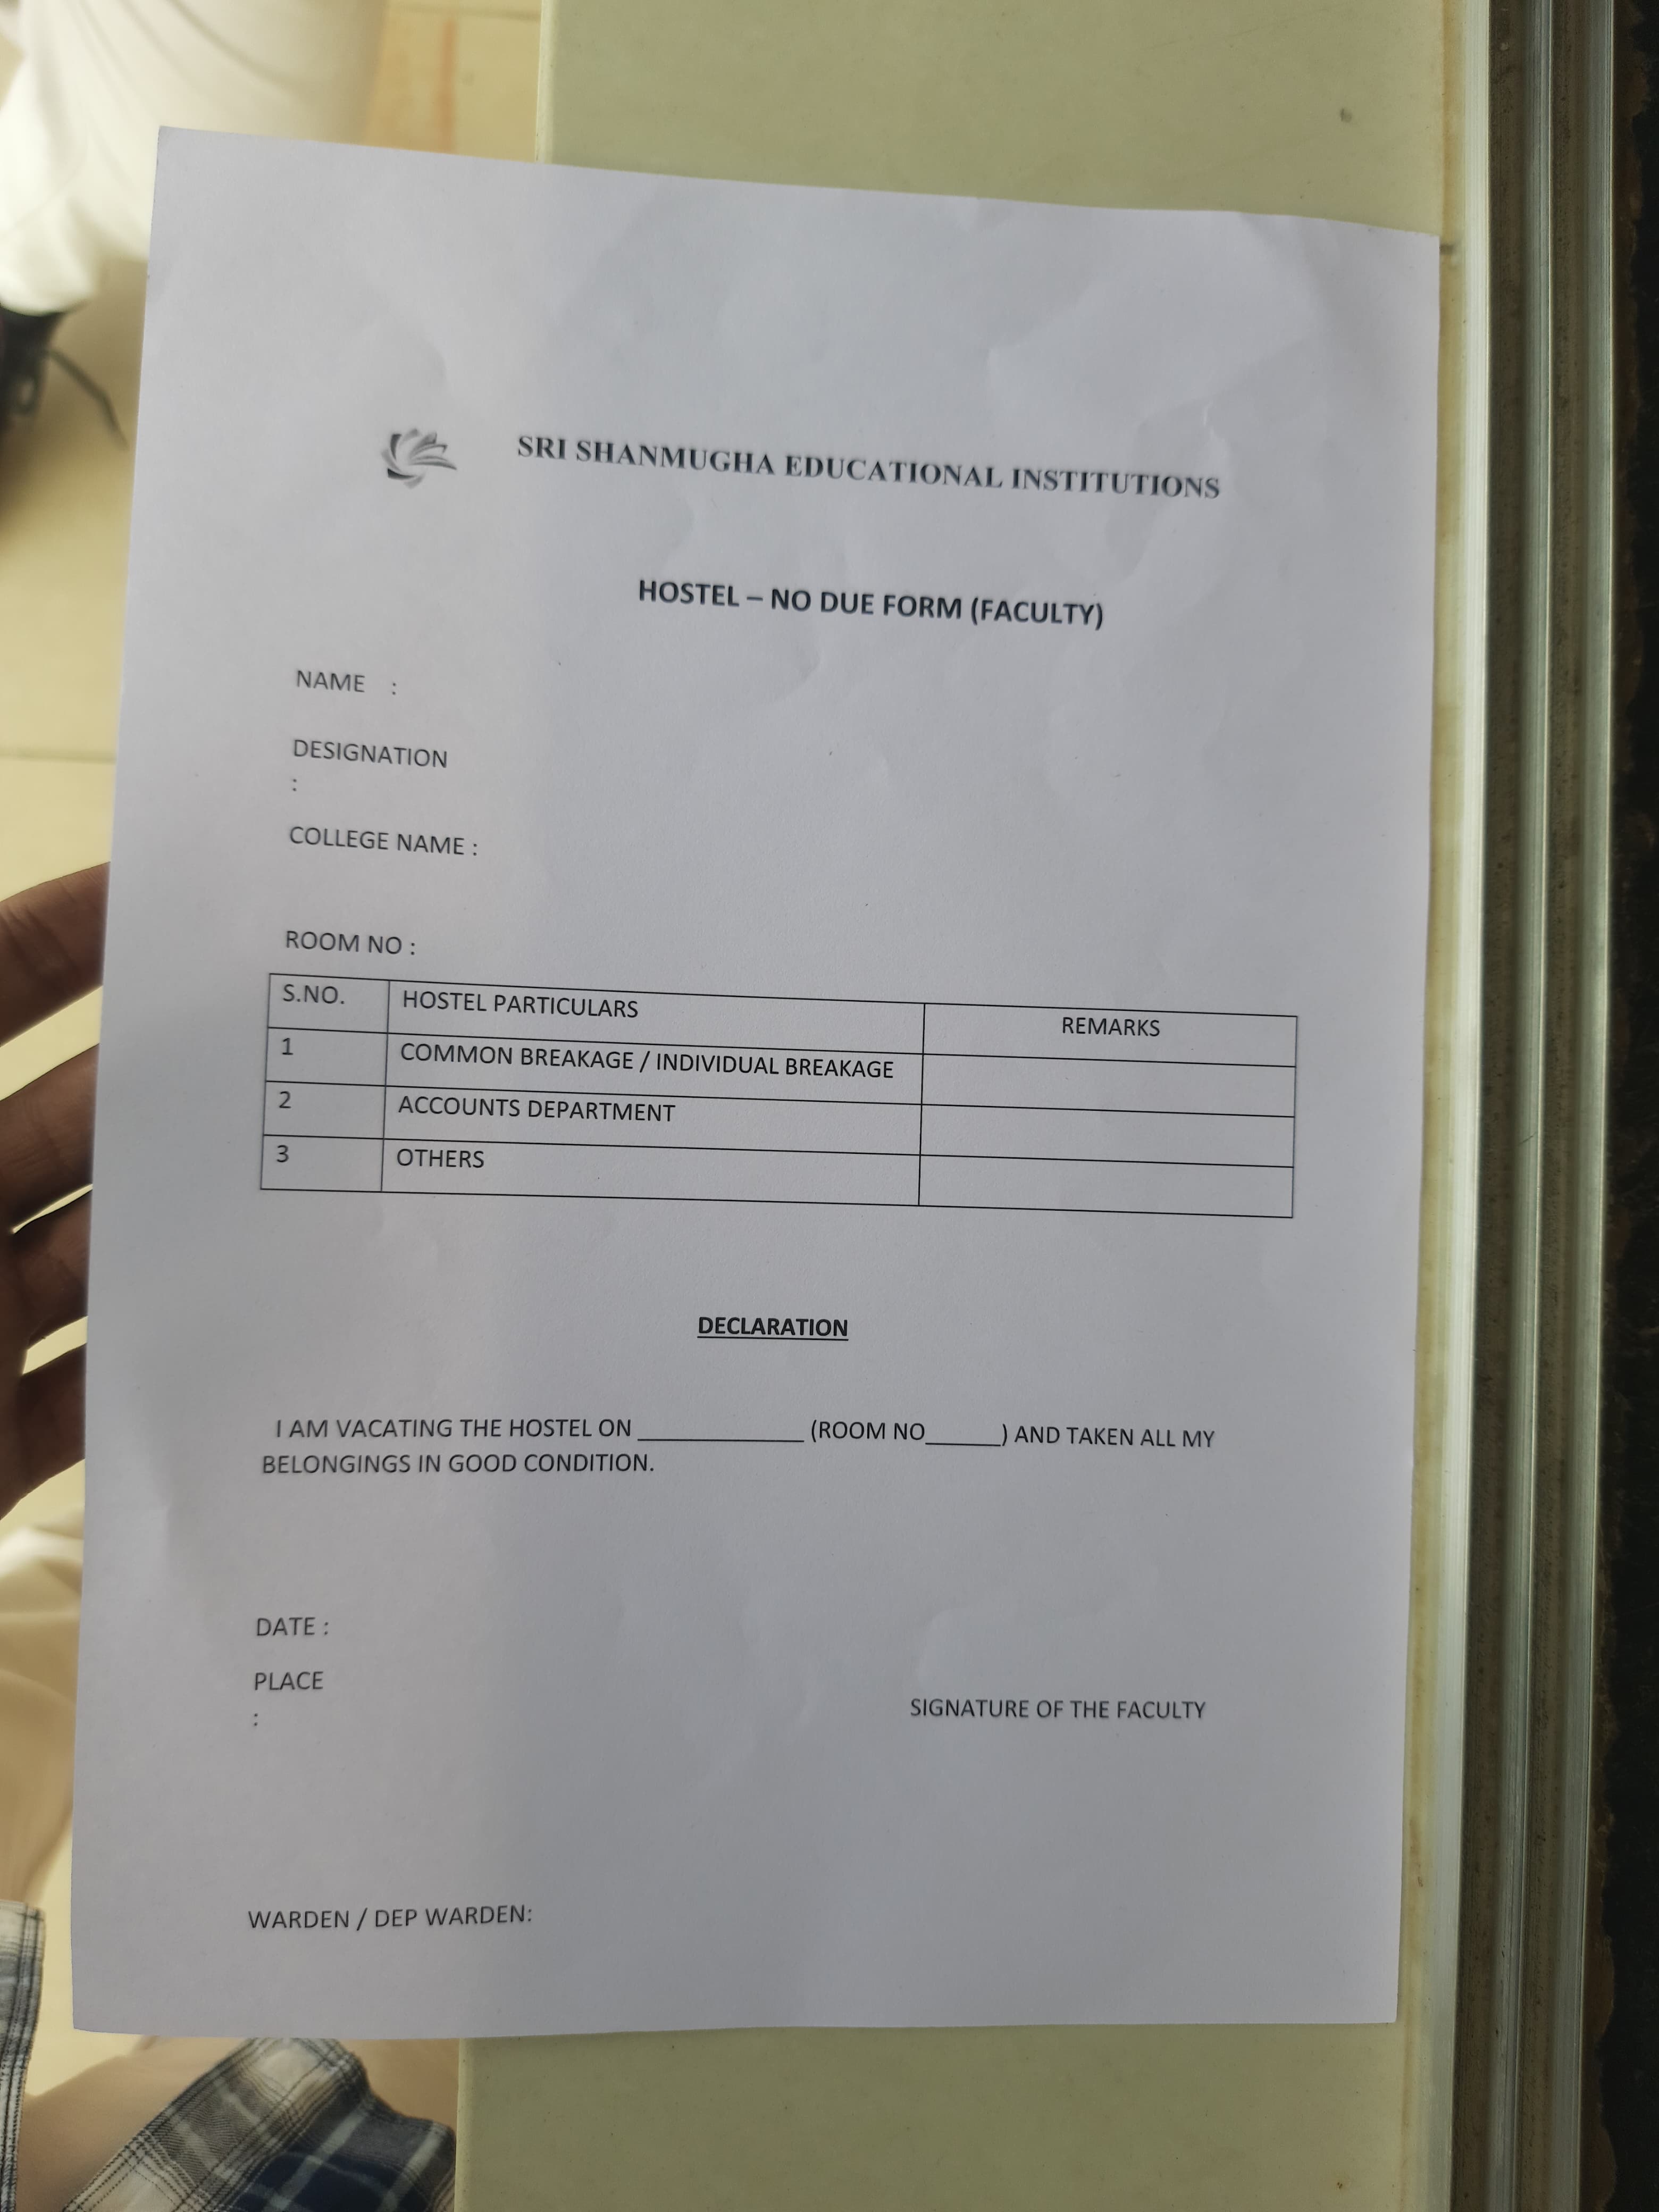 SRI SHANMUGHA EDUCATIONAL INSTITUTIONS
HOSTEL – NO DUE FORM (FACULTY)
NAME :
DESIGNATION
:
COLLEGE NAME :
ROOM NO :
S.NO. HOSTEL PARTICULARS REMARKS
1 COMMON BREAKAGE / INDIVIDUAL BREAKAGE
2 ACCOUNTS DEPARTMENT
3 OTHERS
DECLARATION
I AM VACATING THE HOSTEL ON _____________ (ROOM NO______) AND TAKEN ALL MY
BELONGINGS IN GOOD CONDITION.
DATE :
PLACE
:
SIGNATURE OF THE FACULTY
WARDEN / DEP WARDEN: